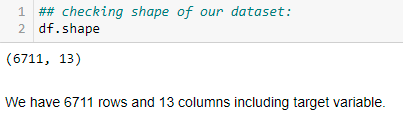 1 ## checking shape of our dataset:
2 df.shape
(6711, 13)
We have 6711 rows and 13 columns including target variable.